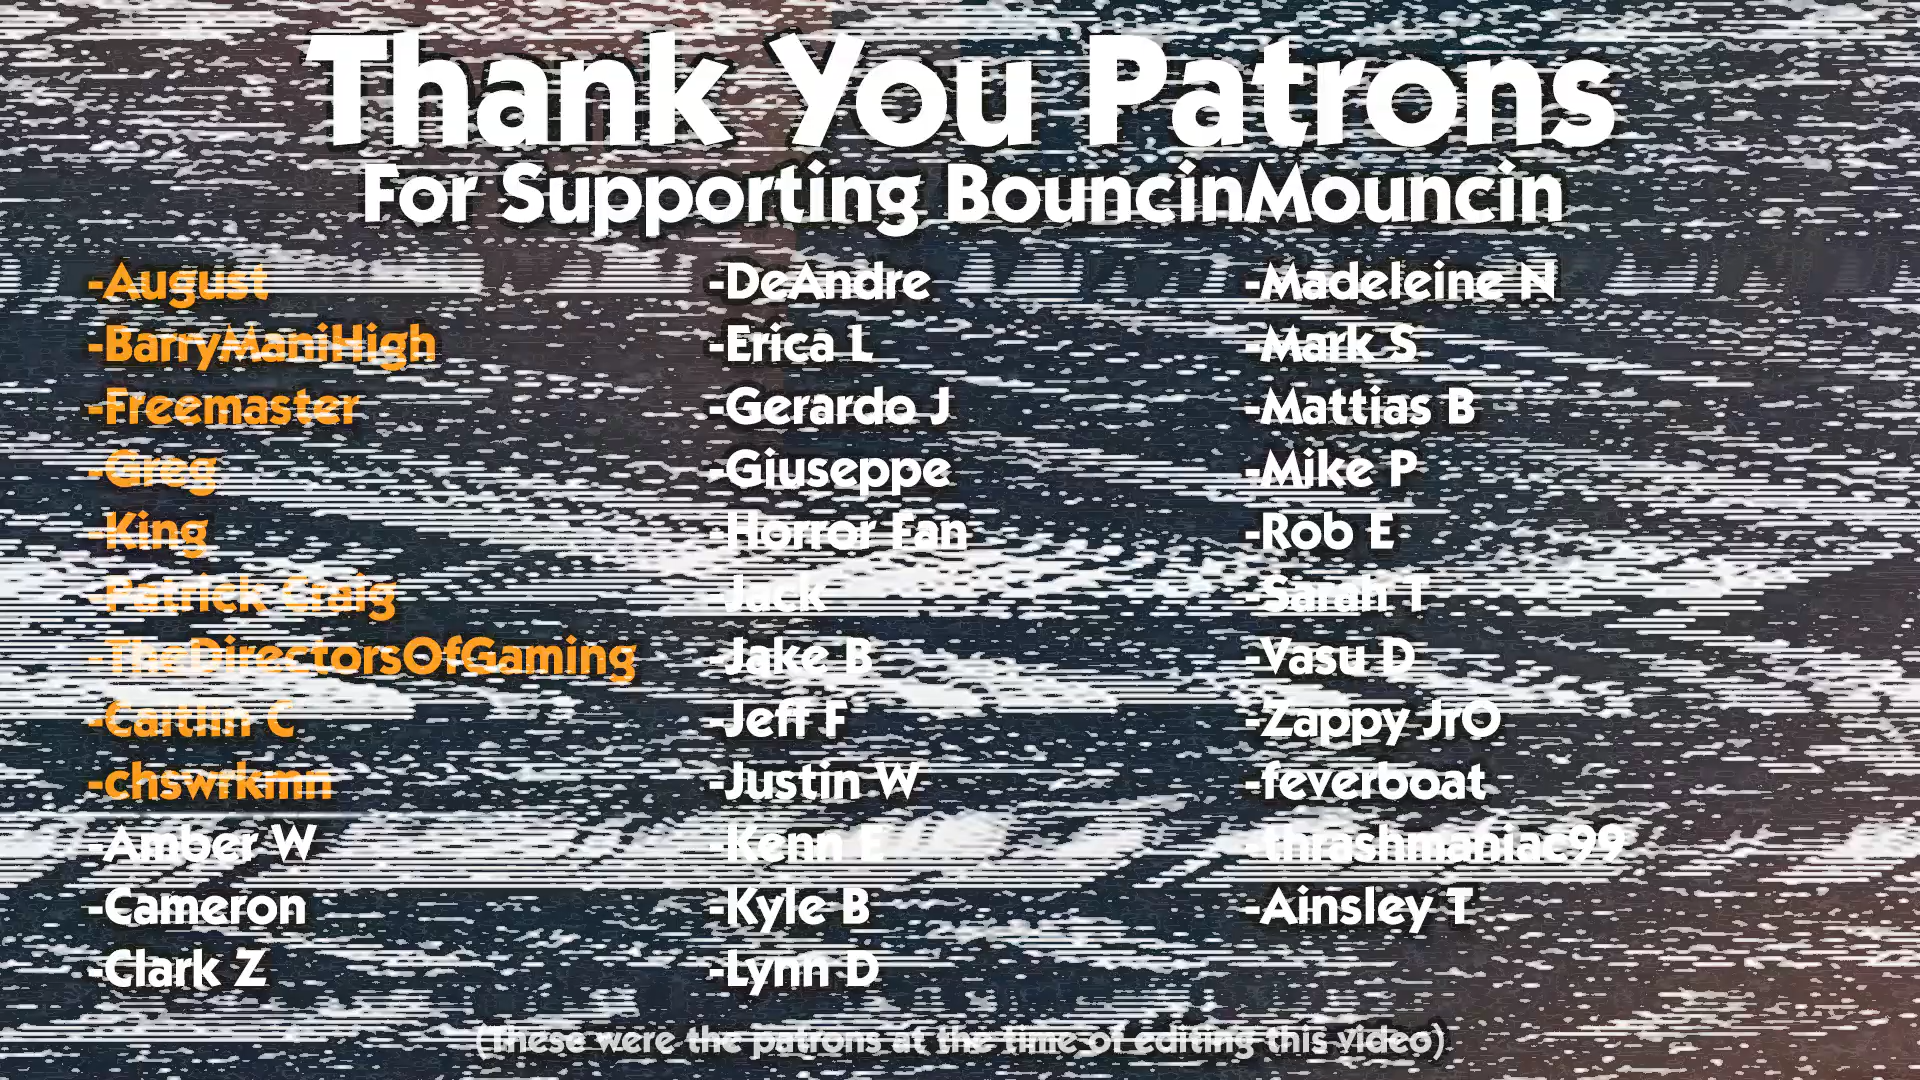 Thank You Patrons
For Supporting BouncinMouncin
-August
-BarryManiHigh
-Freemaster
-Greg
-King
-Patrick Craig
-TheDirectorsOfGaming
-Caitlin C
-chswrkmn
-Amber W
-Cameron
-Clark Z
-DeAndre
-Erica L
-Gerardo J
-Giuseppe
-Horror Fan
-Jack
-Jake B
-Jeff F
-Justin W
-Kenn F
-Kyle B
-Lynn D
-Madeleine N
-Mark S
-Mattias B
-Mike P
-Rob E
-Sarah T
-Vasu D
-Zappy JrO
-feverboat
-thrashmaniac99
-Ainsley T
(These were the patrons at the time of editing this video)